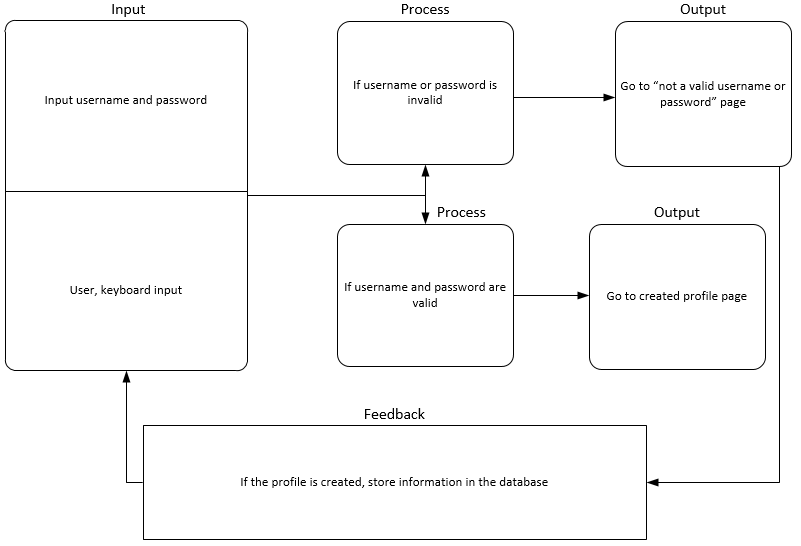 Input
Process
Output
Input username and password
If username or password is
invalid
Go to “not a valid username or
password” page
Process
Output
User, keyboard input
If username and password are
valid
Go to created profile page
Feedback
If the profile is created, store information in the database